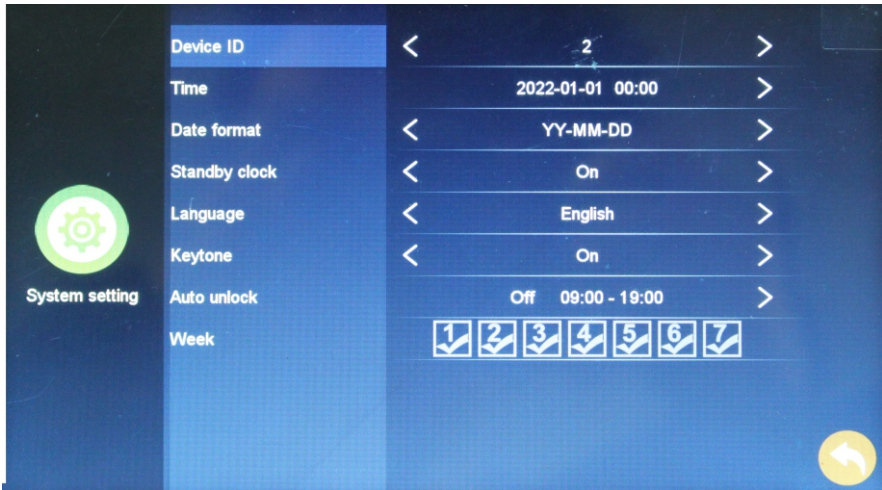 Device ID < 2 >
Time 2022-01-01 00:00 >
Date format < YY-MM-DD >
Standby clock < On >
Language < English >
Keytone < On >
System setting
Auto unlock Off 09:00 - 19:00 >
Week 1 2 3 4 5 6 7